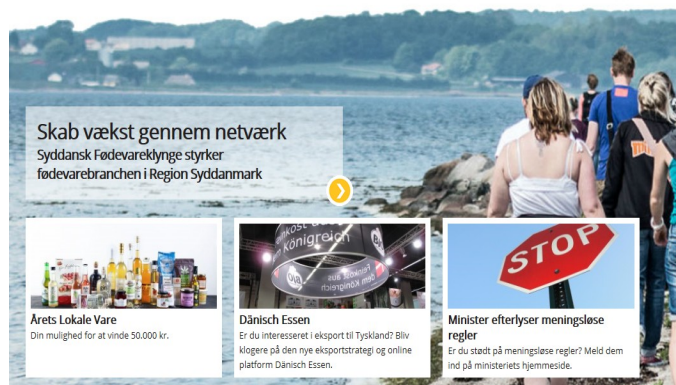 Skab vækst gennem netværk
Syddansk Fødevareklynge styrker
fødevarebranchen i Region Syddanmark
Feinkost aus
dem Königreich
STOP
Årets Lokale Vare
Din mulighed for at vinde 50.000 kr.
Dänisch Essen
Er du interesseret i eksport til Tyskland? Bliv
klogere på den nye eksportstrategi og online
platform Dänisch Essen.
Minister efterlyser meningsløse
regler
Er du stødt på meningsløse regler? Meld dem
ind på ministeriets hjemmeside.